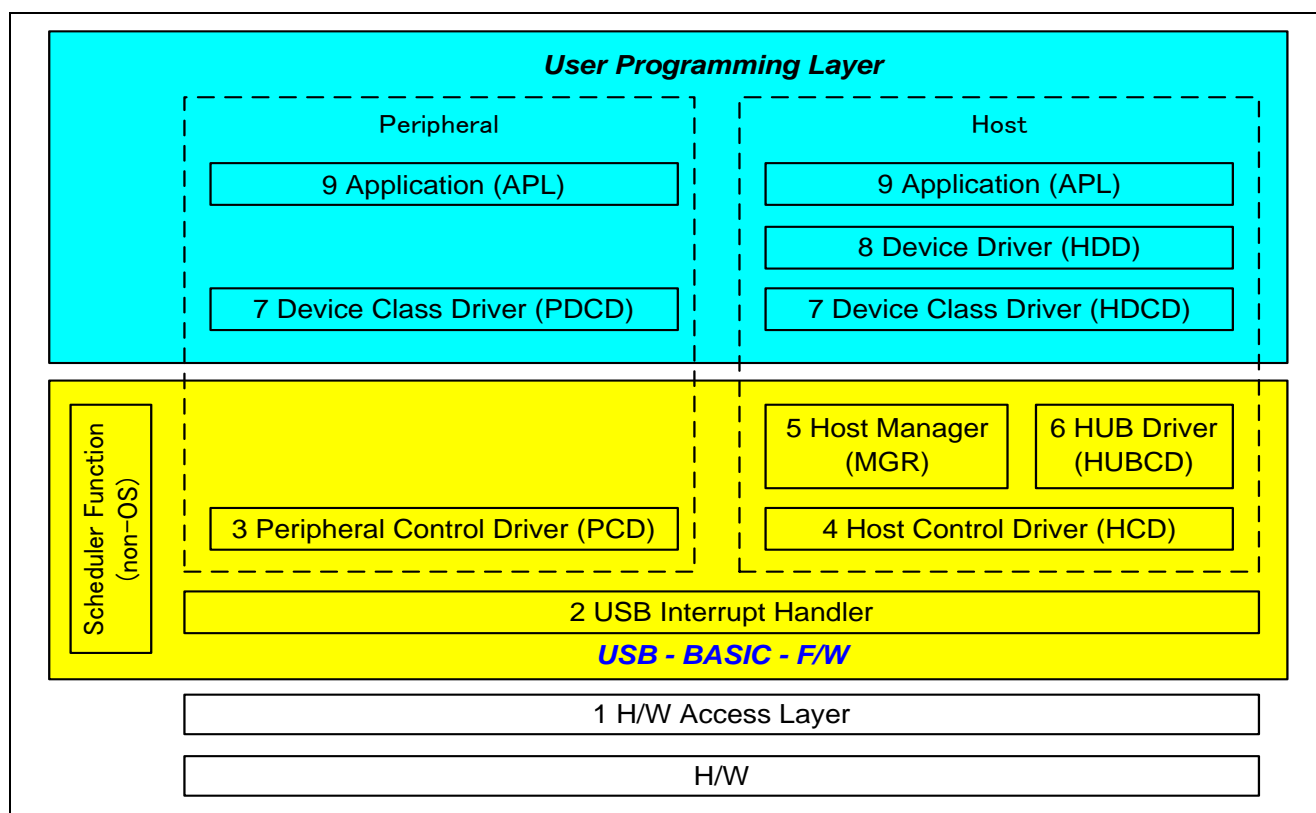 User Programming Layer
Peripheral
Host
9 Application (APL)
9 Application (APL)
8 Device Driver (HDD)
7 Device Class Driver (PDCD)
7 Device Class Driver (HDCD)
Scheduler Function
(non-OS)
5 Host Manager
(MGR)
6 HUB Driver
(HUBCD)
3 Peripheral Control Driver (PCD)
4 Host Control Driver (HCD)
2 USB Interrupt Handler
USB - BASIC - F/W
1 H/W Access Layer
H/W